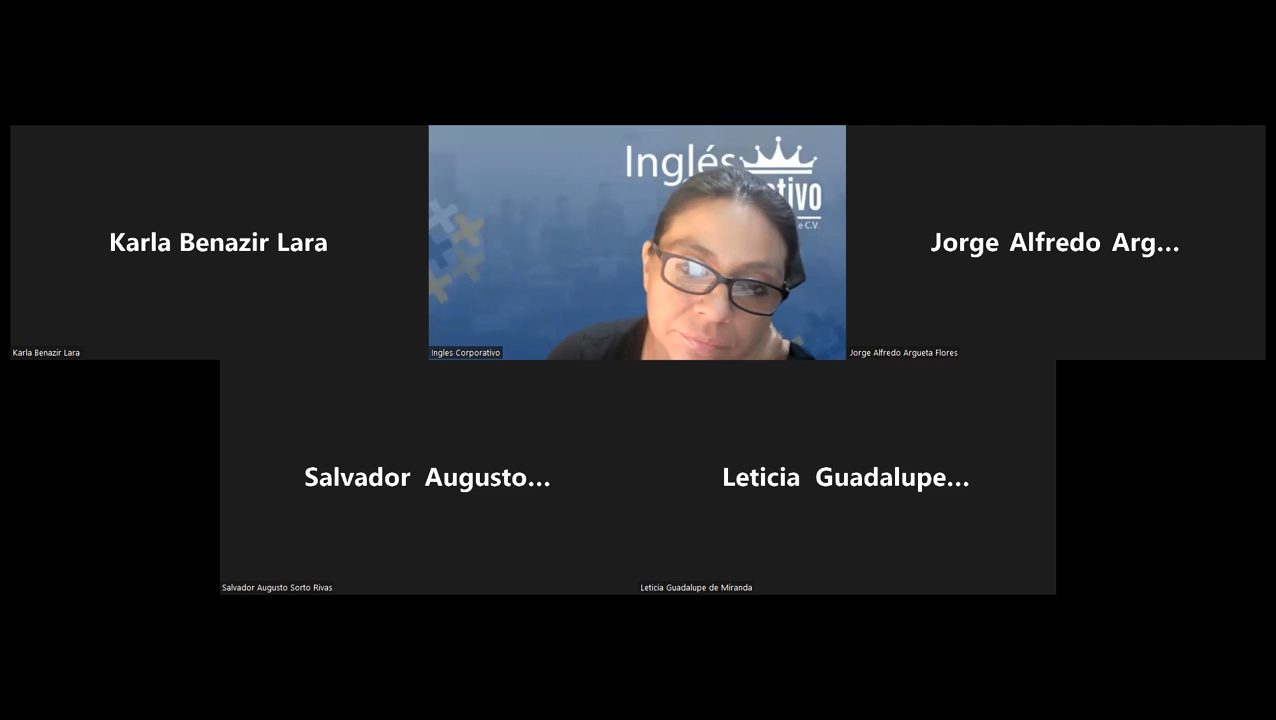 Karla Benazir Lara
Karla Benazir Lara
Inglés
e C.V.
Ingles Corporativo
Jorge Alfredo Arg...
Jorge Alfredo Argueta Flores
Salvador Augusto...
Salvador Augusto Sorto Rivas
Leticia Guadalupe...
Leticia Guadalupe de Miranda